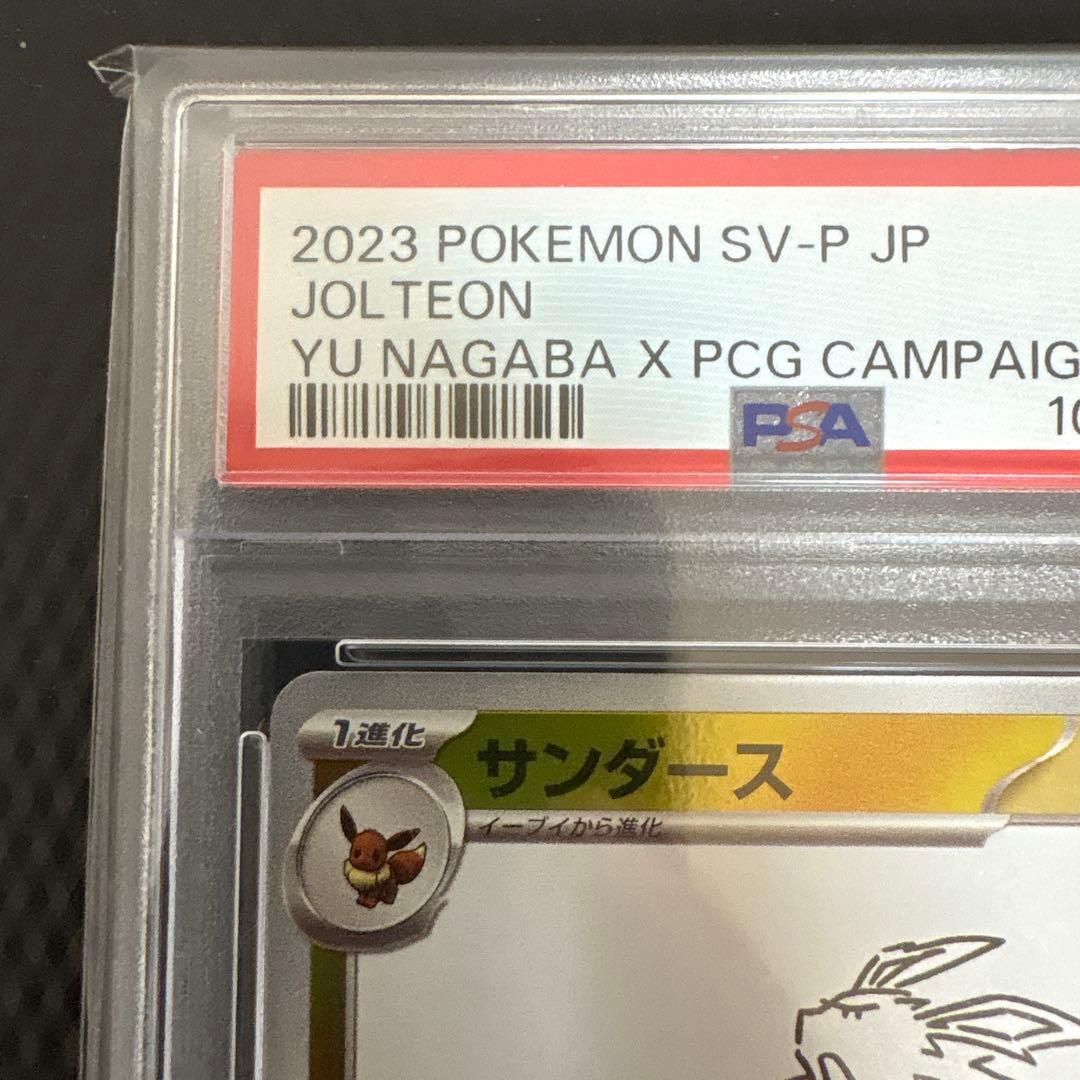 2023 POKEMON SV-P JP
JOLTEON
YU NAGABA X PCG CAMPAIG
PSA
10
1進化
サンダース
イーブイから進化